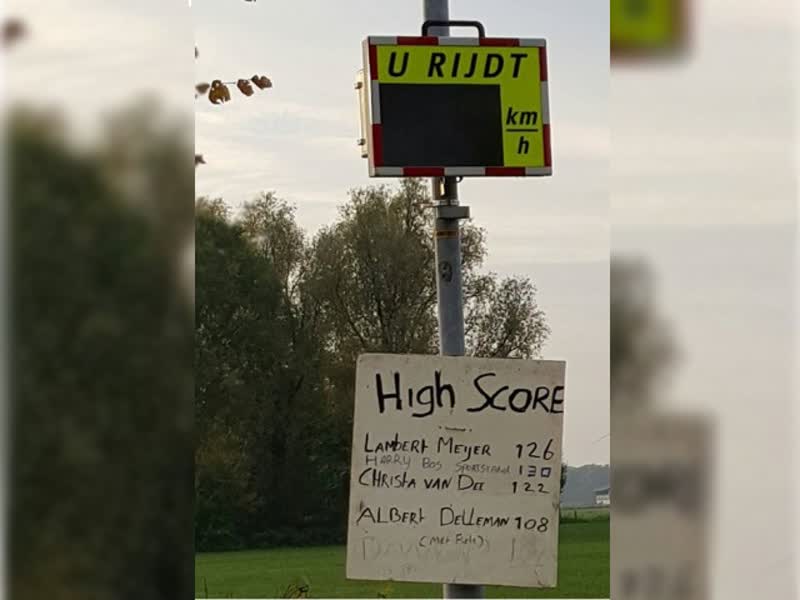 U RIJDT
km
h
High Score
LAMBERT MEIJER 126
HARRY BOS 130
CHRISTA VAN DEE 122
ALBERT DELLEMAN 108
(met Fiets)